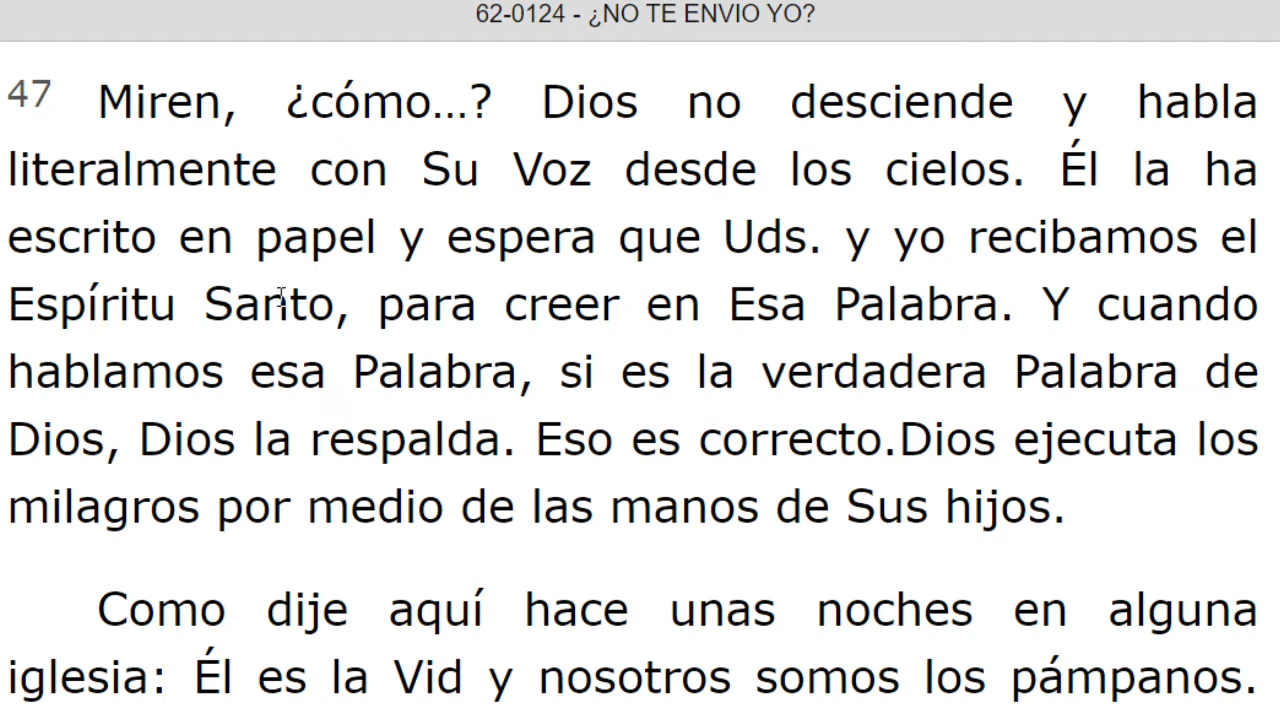 62-0124 - ¿NO TE ENVIO YO?
47 Miren, ¿cómo...? Dios no desciende y habla
literalmente con Su Voz desde los cielos. Él la ha
escrito en papel y espera que Uds. y yo recibamos el
Espíritu Santo, para creer en Esa Palabra. Y cuando
hablamos esa Palabra, si es la verdadera Palabra de
Dios, Dios la respalda. Eso es correcto.Dios ejecuta los
milagros por medio de las manos de Sus hijos.
Como dije aquí hace unas noches en alguna
iglesia: Él es la Vid y nosotros somos los pámpanos.